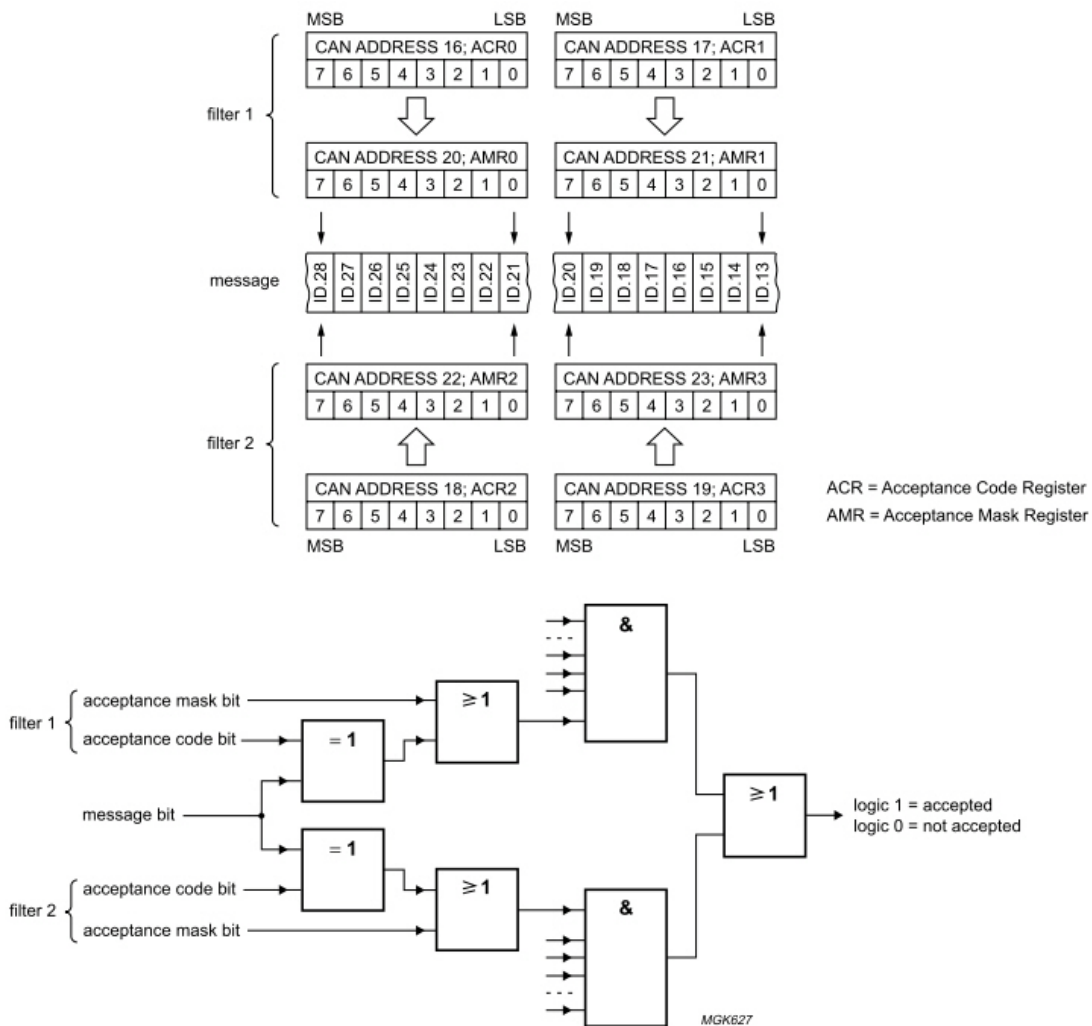 MSB LSB MSB LSB
CAN ADDRESS 16; ACR0 CAN ADDRESS 17; ACR1
7 6 5 4 3 2 1 0 7 6 5 4 3 2 1 0
filter 1
CAN ADDRESS 20; AMR0 CAN ADDRESS 21; AMR1
7 6 5 4 3 2 1 0 7 6 5 4 3 2 1 0
message ID.28 ID.27 ID.26 ID.25 ID.24 ID.23 ID.22 ID.21 ID.20 ID.19 ID.18 ID.17 ID.16 ID.15 ID.14 ID.13
CAN ADDRESS 22; AMR2 CAN ADDRESS 23; AMR3
7 6 5 4 3 2 1 0 7 6 5 4 3 2 1 0
filter 2
CAN ADDRESS 18; ACR2 CAN ADDRESS 19; ACR3
7 6 5 4 3 2 1 0 7 6 5 4 3 2 1 0
MSB LSB MSB LSB
ACR = Acceptance Code Register
AMR = Acceptance Mask Register
&
filter 1
acceptance mask bit
≥1
acceptance code bit
= 1
message bit
≥1
logic 1 = accepted
logic 0 = not accepted
= 1
filter 2
acceptance code bit
≥1
acceptance mask bit
&
MGK627